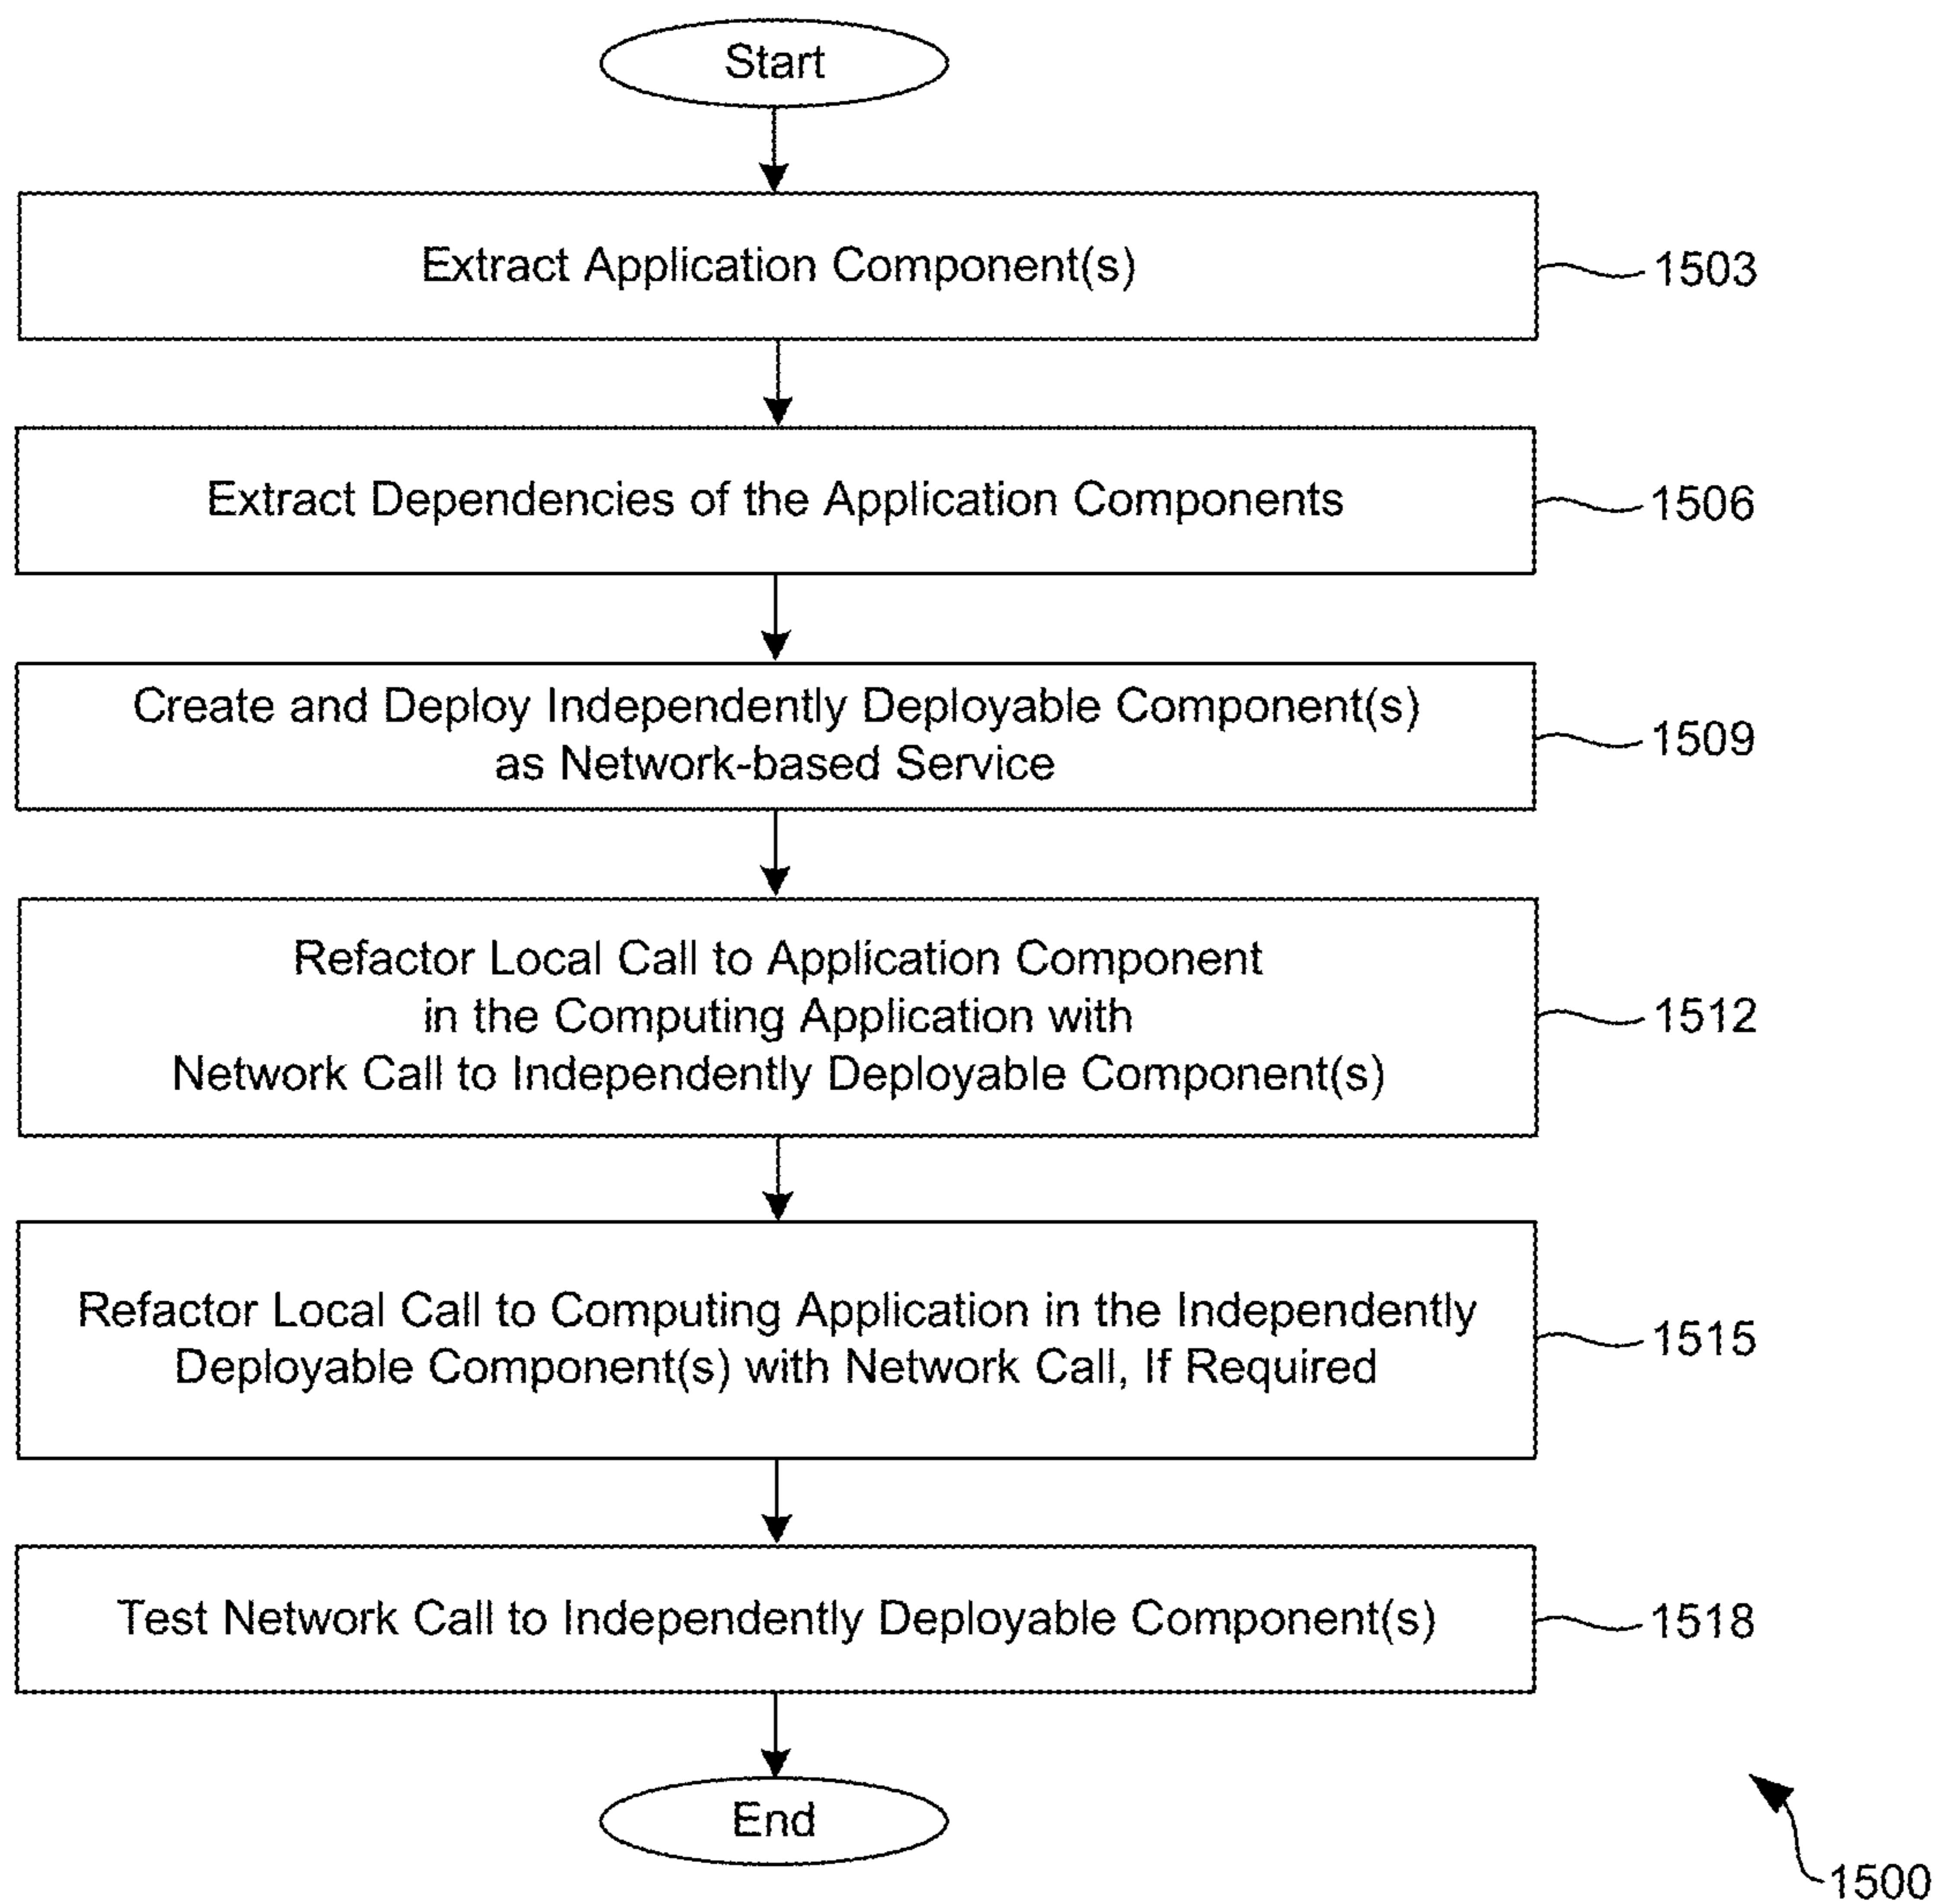 Start
Extract Application Component(s)
1503
Extract Dependencies of the Application Components
1506
Create and Deploy Independently Deployable Component(s)
as Network-based Service
1509
Refactor Local Call to Application Component
in the Computing Application with
Network Call to Independently Deployable Component(s)
1512
Refactor Local Call to Computing Application in the Independently
Deployable Component(s) with Network Call, If Required
1515
Test Network Call to Independently Deployable Component(s)
1518
End
1500